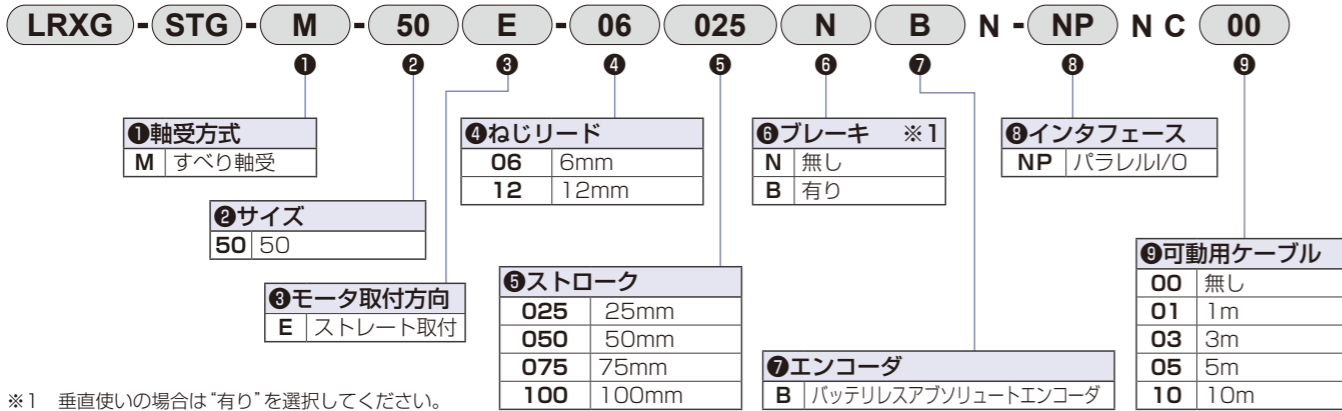 LRXG-STG-M-50E-06 025 N B N-NP N C 00
❶ ❷ ❸ ❹ ❺ ❻ ❼ ❽ ❾
❶軸受方式
M すべり軸受
❷サイズ
50 50
❸モータ取付方向
E ストレート取付
❹ねじリード
06 6mm
12 12mm
❺ストローク
025 25mm
050 50mm
075 75mm
100 100mm
❻ブレーキ ※1
N 無し
B 有り
❼エンコーダ
B バッテリレスアブソリュートエンコーダ
❽インタフェース
NP パラレルI/O
❾可動用ケーブル
00 無し
01 1m
03 3m
05 5m
10 10m
※1 垂直使いの場合は“有り”を選択してください。